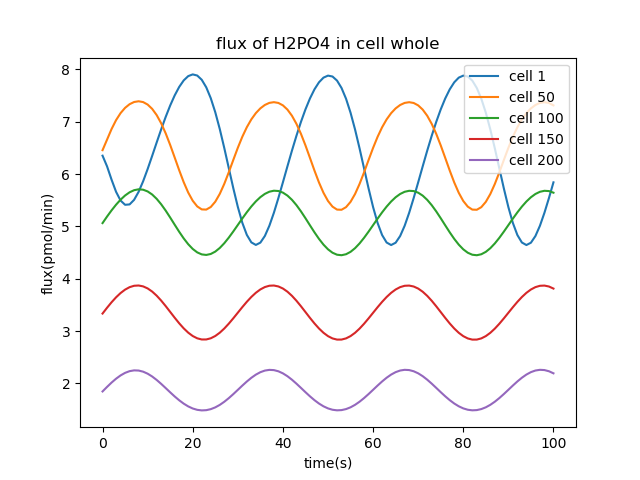 flux of H2PO4 in cell whole
cell 1
cell 50
cell 100
cell 150
cell 200
flux(pmol/min)
8
7
6
5
4
3
2
0 20 40 60 80 100
time(s)